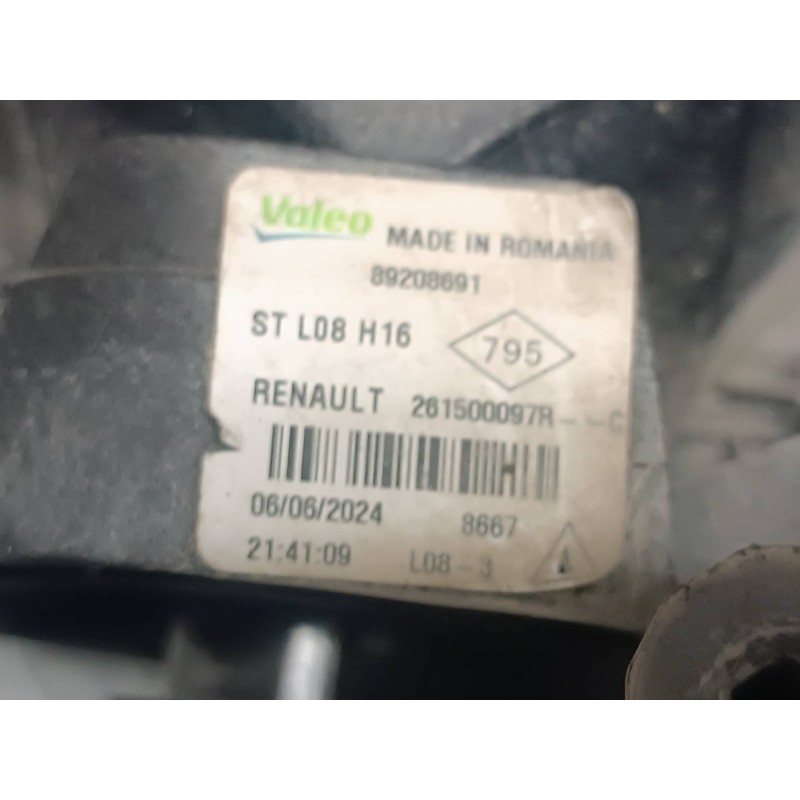 Valeo MADE IN ROMANIA
89208691
ST L08 H16 795
RENAULT 261500097R--C
06/06/2024 8667
21:41:09 L08-3